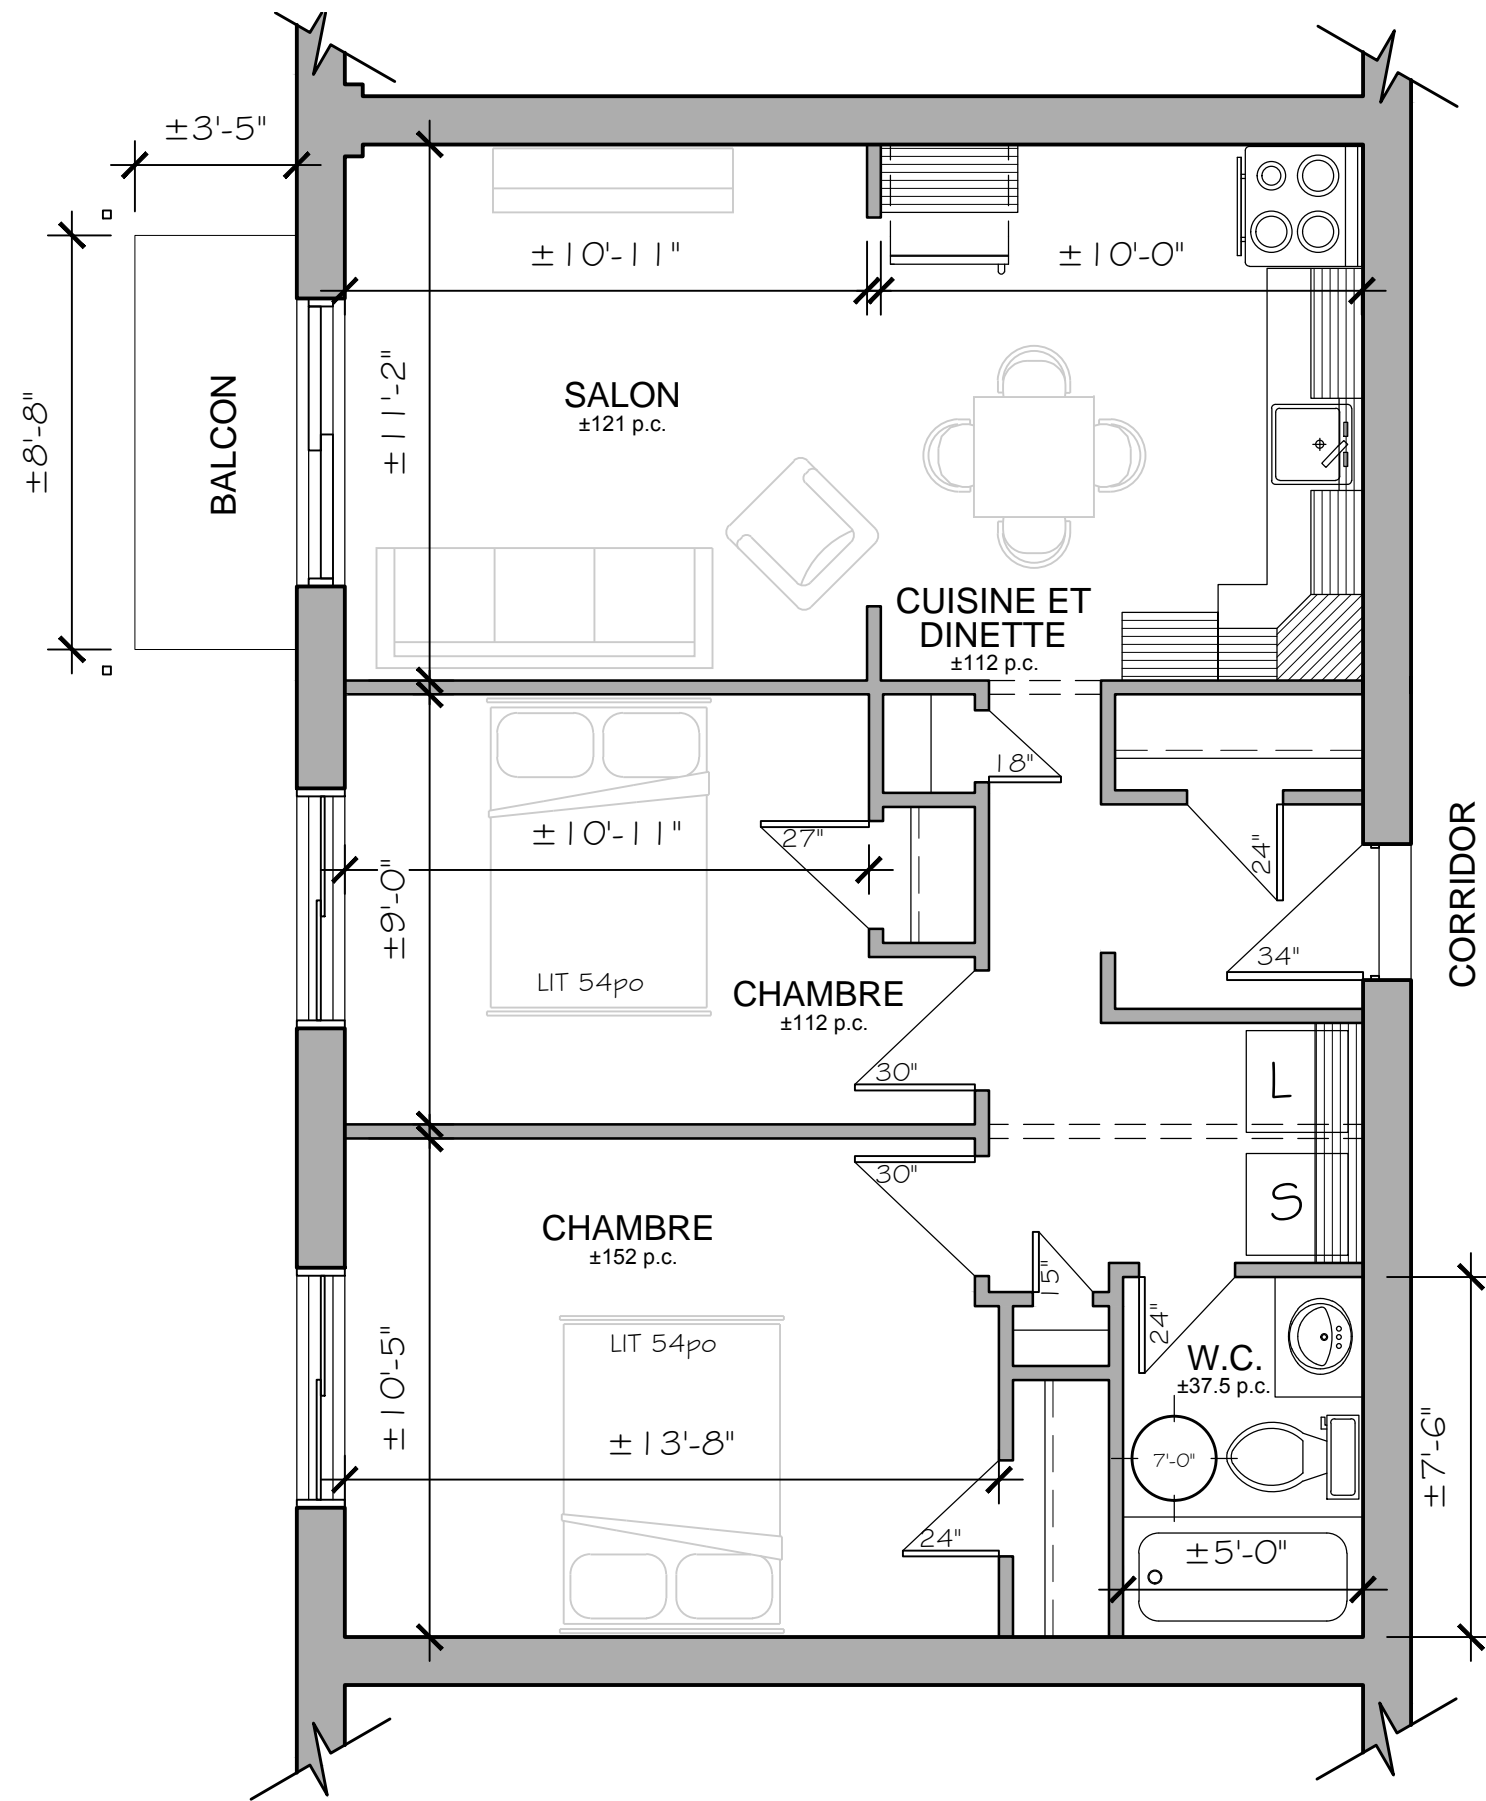 ±3'-5"
±10'-11"
±10'-0"
±11'-2"
±8'-8"
BALCON
SALON
±121 p.c.
CUISINE ET
DINETTE
±112 p.c.
18"
27"
±10'-11"
±9'-0"
24"
CORRIDOR
34"
LIT 54po
CHAMBRE
±112 p.c.
30"
L
30"
S
CHAMBRE
±152 p.c.
15"
24"
LIT 54po
W.C.
±37.5 p.c.
±10'-5"
±13'-8"
7'-0"
±7'-6"
24"
±5'-0"